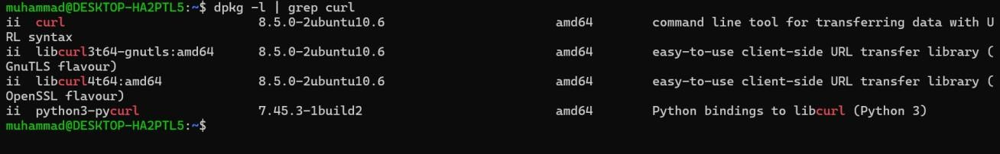 muhammad@DESKTOP-HA2PTL5:~$ dpkg -l | grep curl
ii  curl                          8.5.0-2ubuntu10.6                       amd64        command line tool for transferring data with U
RL syntax
ii  libcurl3t64-gnutls:amd64      8.5.0-2ubuntu10.6                       amd64        easy-to-use client-side URL transfer library (
GnuTLS flavour)
ii  libcurl4t64:amd64             8.5.0-2ubuntu10.6                       amd64        easy-to-use client-side URL transfer library (
OpenSSL flavour)
ii  python3-pycurl                7.45.3-1build2                          amd64        Python bindings to libcurl (Python 3)
muhammad@DESKTOP-HA2PTL5:~$